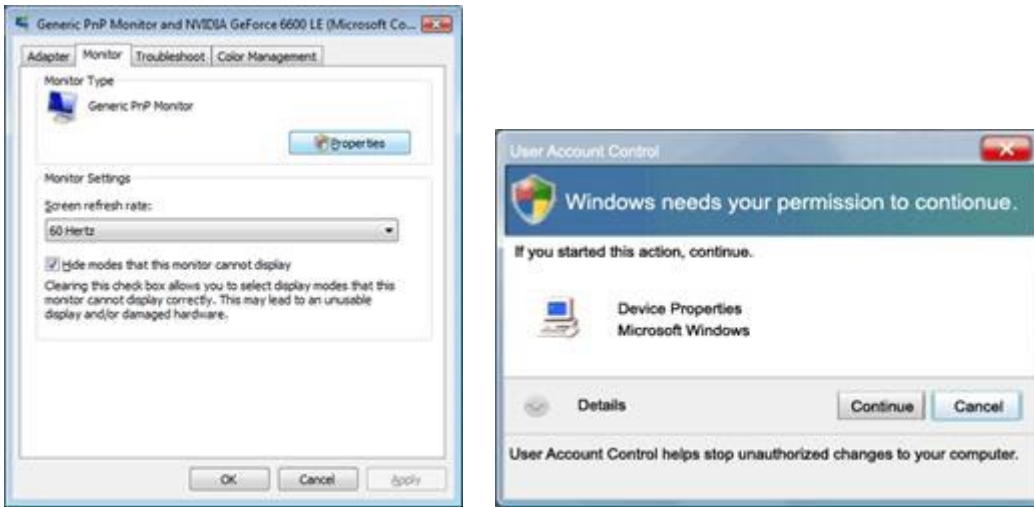 Generic PnP Monitor and NVIDIA GeForce 6600 LE (Microsoft Co...
Adapter Monitor Troubleshoot Color Management
Monitor Type
Generic PnP Monitor
Properties
Monitor Settings
Screen refresh rate:
60 Hertz
Hide modes that this monitor cannot display
Clearing this check box allows you to select display modes that this
monitor cannot display correctly. This may lead to an unusable
display and/or damaged hardware.
OK Cancel Apply
User Account Control
Windows needs your permission to contionue.
If you started this action, continue.
Device Properties
Microsoft Windows
Details Continue Cancel
User Account Control helps stop unauthorized changes to your computer.